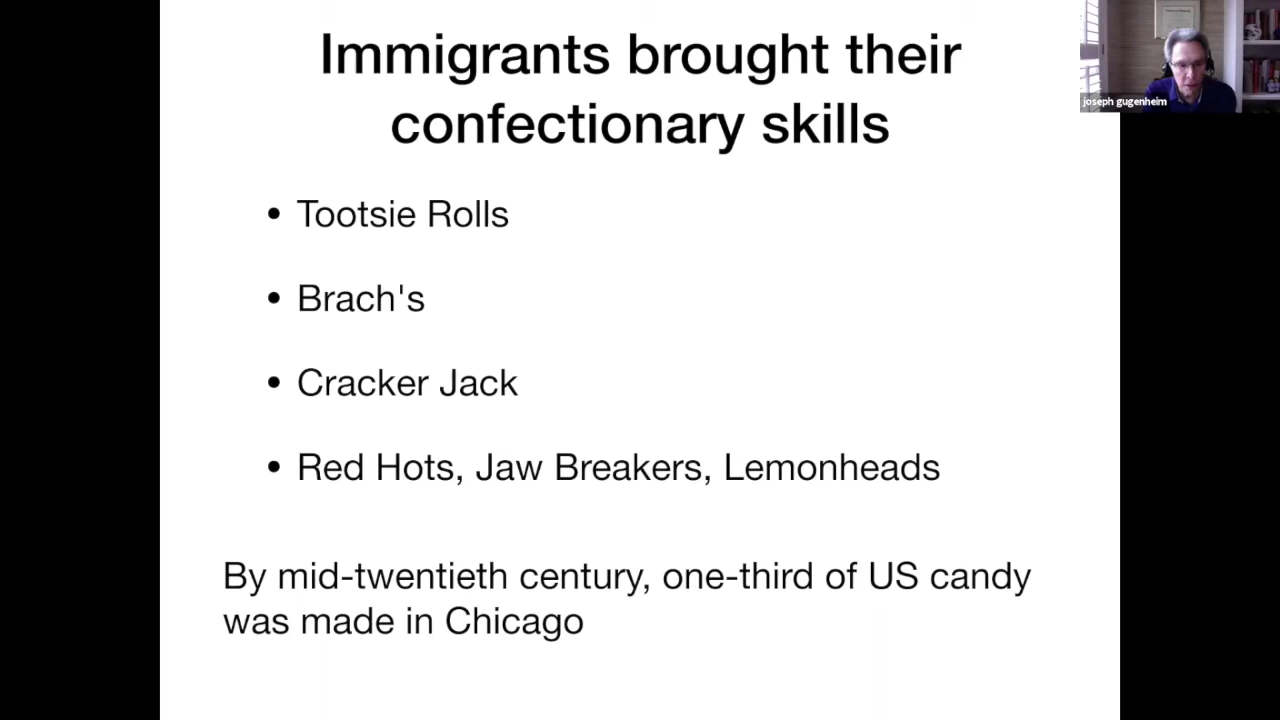 Immigrants brought their
confectionary skills
joseph gugenheim
• Tootsie Rolls
• Brach's
• Cracker Jack
• Red Hots, Jaw Breakers, Lemonheads
By mid-twentieth century, one-third of US candy
was made in Chicago